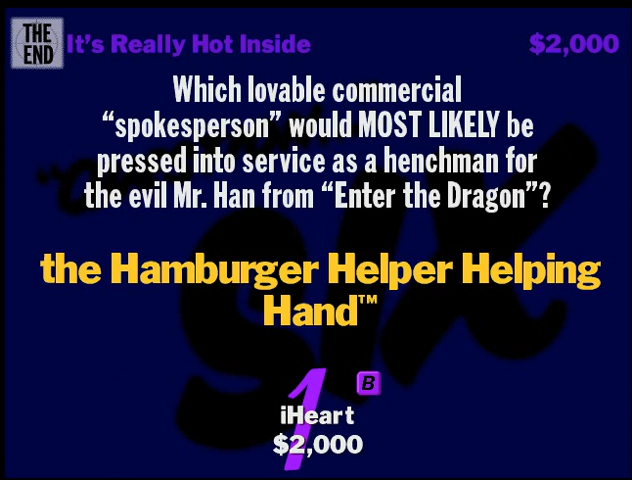 THE
END
It's Really Hot Inside
$2,000
Which lovable commercial
“spokesperson” would MOST LIKELY be
pressed into service as a henchman for
the evil Mr. Han from “Enter the Dragon”?
the Hamburger Helper Helping
Hand™
1
B
iHeart
$2,000
SIX